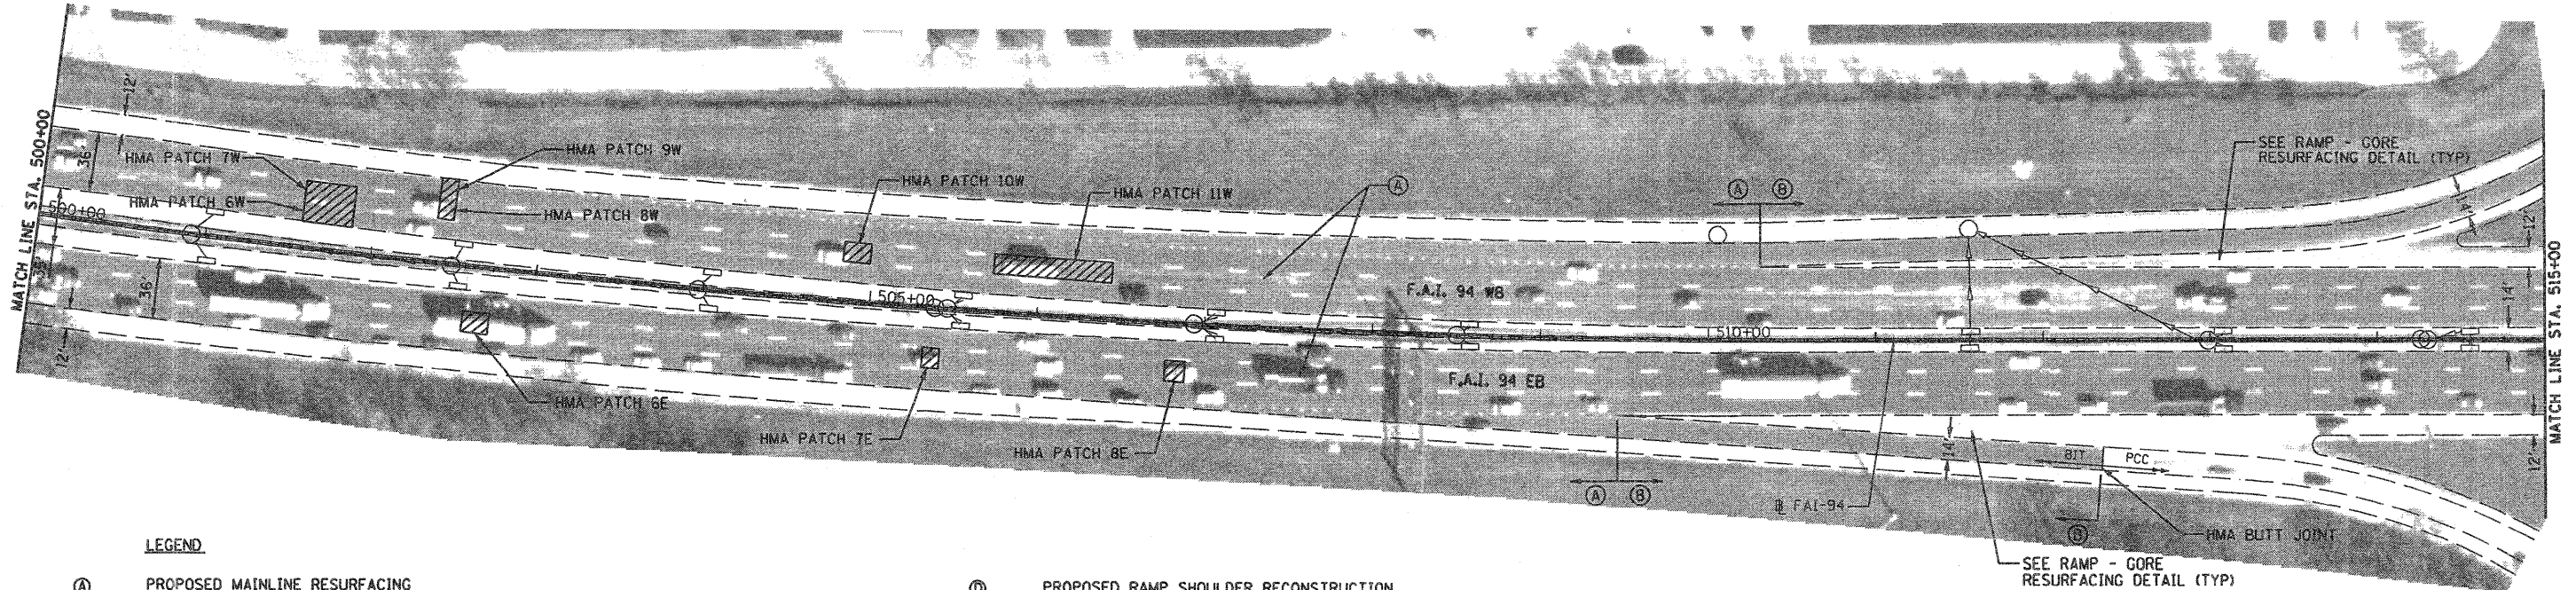 MATCH LINE STA. 500+00
12'
36'
HMA PATCH 7W
HMA PATCH 9W
HMA PATCH 10W
HMA PATCH 11W
A
A B
SEE RAMP - GORE
RESURFACING DETAIL (TYP)
HMA PATCH 6W
HMA PATCH 8W
500+00
12'
36'
505+00
F.A.I. 94 WB
510+00
14'
MATCH LINE STA. 515+00
12'
HMA PATCH 6E
F.A.I. 94 EB
HMA PATCH 7E
HMA PATCH 8E
14'
BIT
PCC
12'
A B
B
FAI-94
HMA BUTT JOINT
SEE RAMP - GORE
RESURFACING DETAIL (TYP)
LEGEND
A PROPOSED MAINLINE RESURFACING
D PROPOSED RAMP SHOULDER RECONSTRUCTION